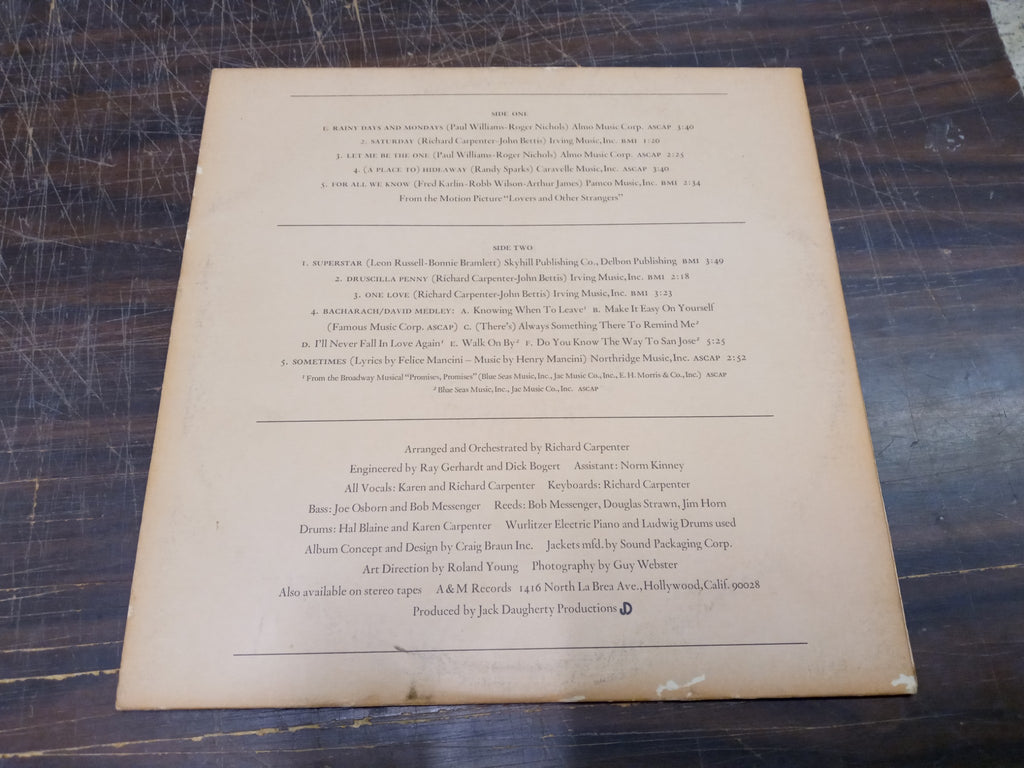 SIDE ONE
1. RAINY DAYS AND MONDAYS (Paul Williams-Roger Nichols) Almo Music Corp. ASCAP 3:40
2. SATURDAY (Richard Carpenter-John Bettis) Irving Music, Inc. BMI 1:20
3. LET ME BE THE ONE (Paul Williams-Roger Nichols) Almo Music Corp. ASCAP 2:25
4. (A PLACE TO) HIDEAWAY (Randy Sparks) Caravelle Music, Inc. ASCAP 3:40
5. FOR ALL WE KNOW (Fred Karlin-Robb Wilson-Arthur James) Pamco Music, Inc. BMI 2:34
From the Motion Picture "Lovers and Other Strangers"
SIDE TWO
1. SUPERSTAR (Leon Russell-Bonnie Bramlett) Skyhill Publishing Co., Delbon Publishing BMI 3:49
2. DRUSCILLA PENNY (Richard Carpenter-John Bettis) Irving Music, Inc. BMI 2:18
3. ONE LOVE (Richard Carpenter-John Bettis) Irving Music, Inc. BMI 3:23
4. BACHARACH/DAVID MEDLEY: A. Knowing When To Leave¹ B. Make It Easy On Yourself
(Famous Music Corp. ASCAP) C. (There's) Always Something There To Remind Me²
D. I'll Never Fall In Love Again¹ E. Walk On By² F. Do You Know The Way To San Jose² 5:25
5. SOMETIMES (Lyrics by Felice Mancini – Music by Henry Mancini) Northridge Music, Inc. ASCAP 2:52
¹ From the Broadway Musical "Promises, Promises" (Blue Seas Music, Inc., Jac Music Co., Inc., E. H. Morris & Co., Inc.) ASCAP
² Blue Seas Music, Inc., Jac Music Co., Inc. ASCAP
Arranged and Orchestrated by Richard Carpenter
Engineered by Ray Gerhardt and Dick Bogert Assistant: Norm Kinney
All Vocals: Karen and Richard Carpenter Keyboards: Richard Carpenter
Bass: Joe Osborn and Bob Messenger Reeds: Bob Messenger, Douglas Strawn, Jim Horn
Drums: Hal Blaine and Karen Carpenter Wurlitzer Electric Piano and Ludwig Drums used
Album Concept and Design by Craig Braun Inc. Jackets mfd. by Sound Packaging Corp.
Art Direction by Roland Young Photography by Guy Webster
Also available on stereo tapes A&M Records 1416 North La Brea Ave., Hollywood, Calif. 90028
Produced by Jack Daugherty Productions JD